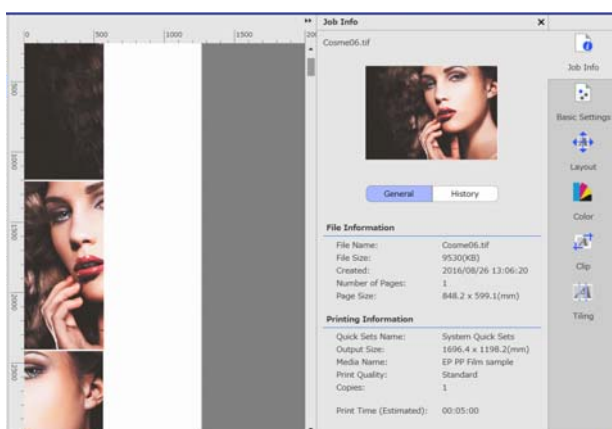 Job Info
Cosme06.tif
General
History
File Information
File Name: Cosme06.tif
File Size: 9530(KB)
Created: 2016/08/26 13:06:20
Number of Pages: 1
Page Size: 848.2 x 599.1(mm)
Printing Information
Quick Sets Name: System Quick Sets
Output Size: 1696.4 x 1198.2(mm)
Media Name: EP PP Film sample
Print Quality: Standard
Copies: 1
Print Time (Estimated): 00:05:00
Job Info
Basic Settings
Layout
Color
Clip
Tiling
0 500 1000 1500
500
1000
1500
2000
2500